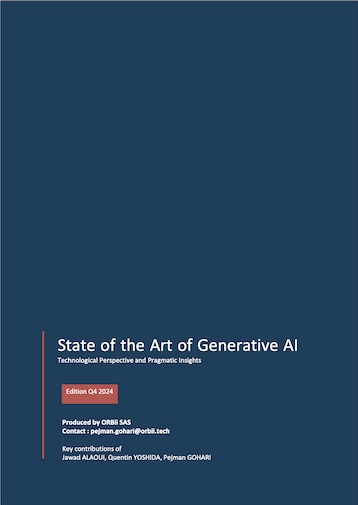 State of the Art of Generative AI
Technological Perspective and Pragmatic Insights
Edition Q4 2024
Produced by ORBii SAS
Contact : pejman.gohari@orbii.tech
Key contributions of
Jawad ALAOUI, Quentin YOSHIDA, Pejman GOHARI